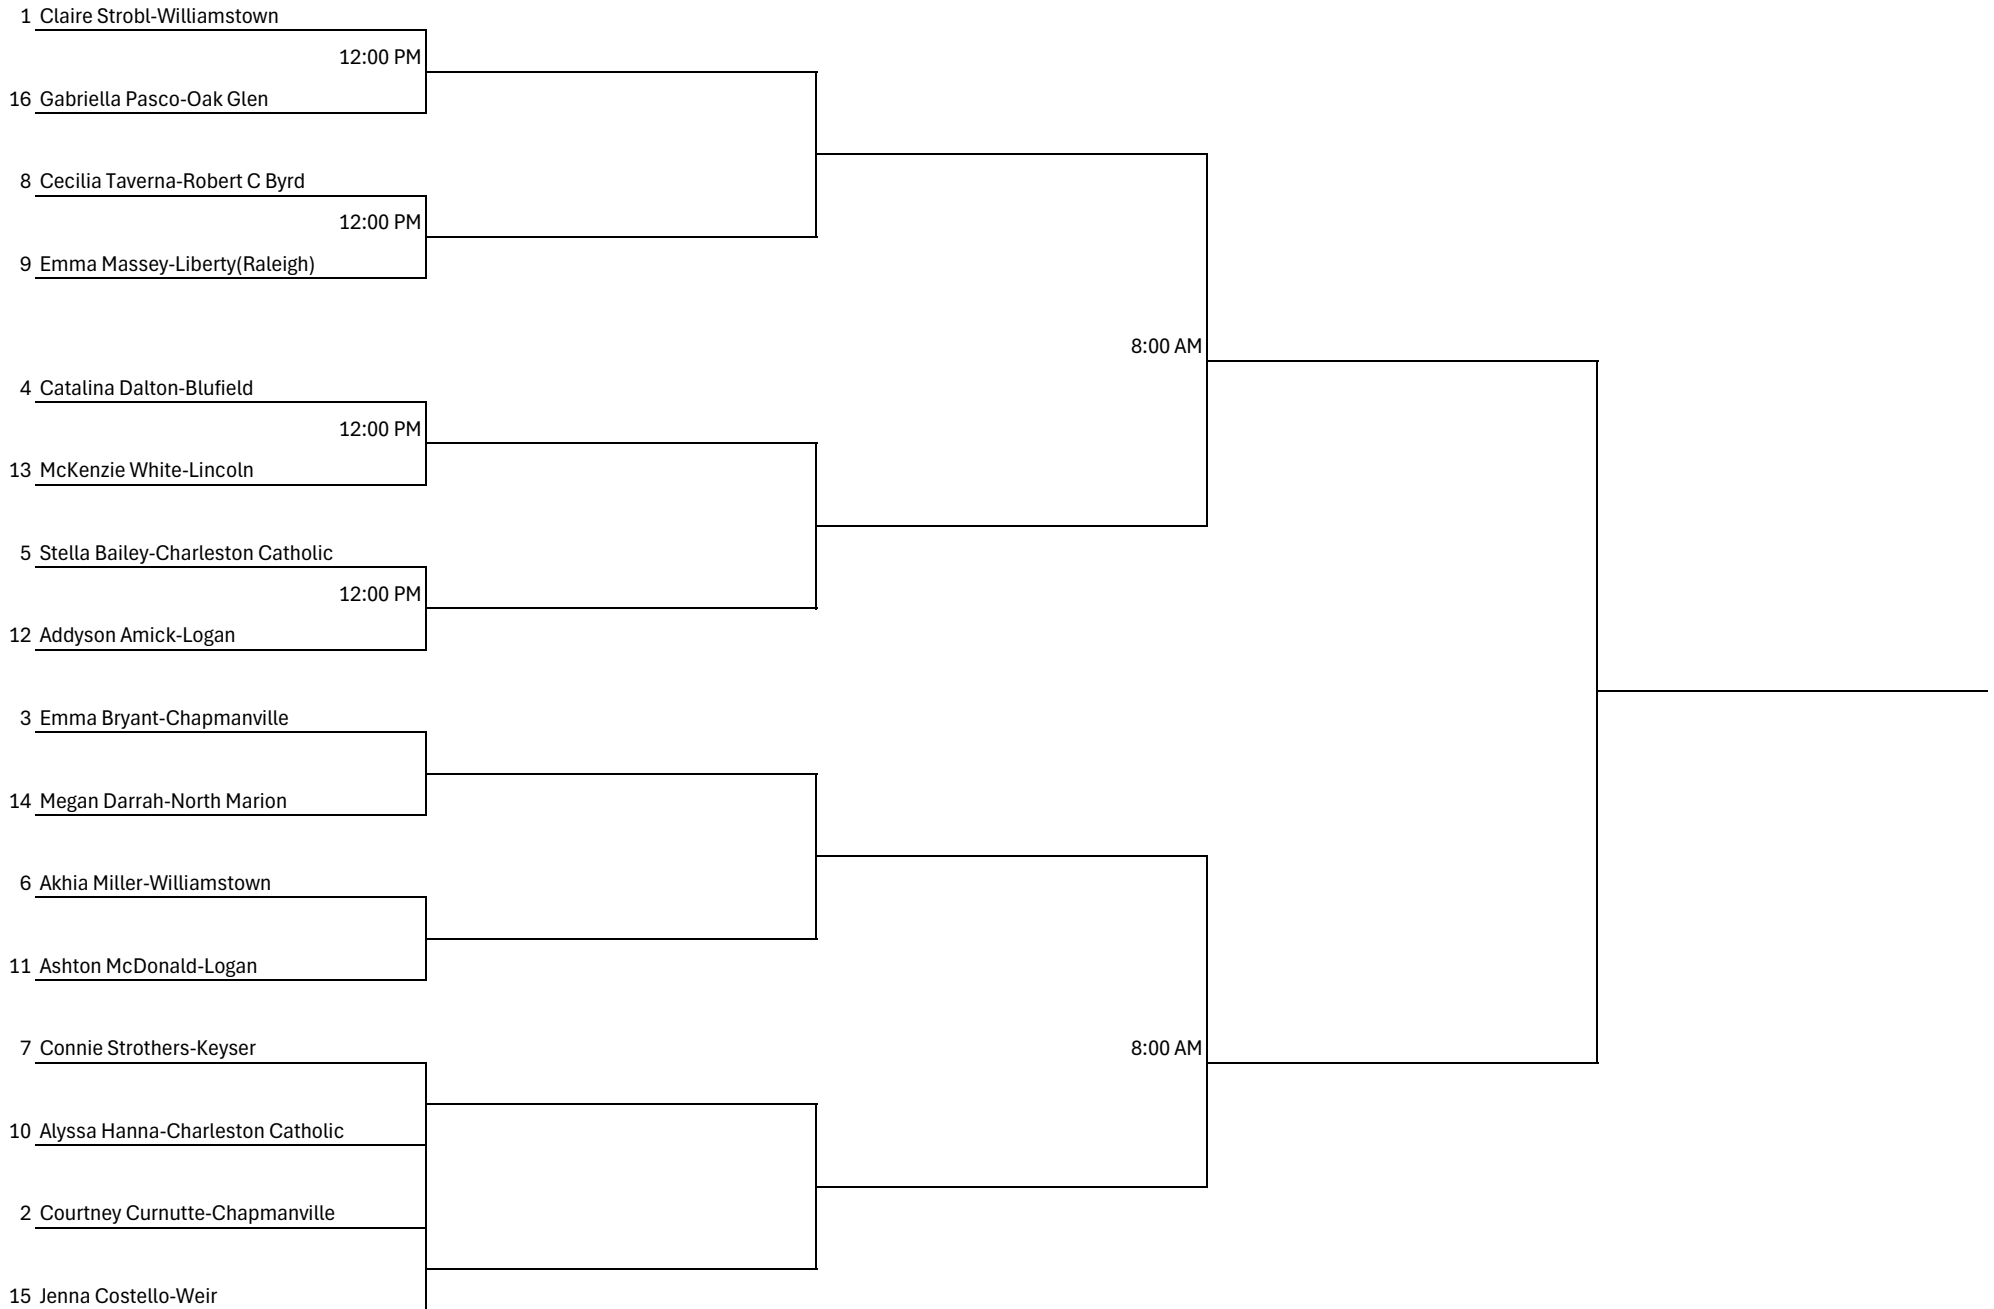 1 Claire Strobl-Williamstown
12:00 PM
16 Gabriella Pasco-Oak Glen
8 Cecilia Taverna-Robert C Byrd
12:00 PM
9 Emma Massey-Liberty(Raleigh)
8:00 AM
4 Catalina Dalton-Blufield
12:00 PM
13 McKenzie White-Lincoln
5 Stella Bailey-Charleston Catholic
12:00 PM
12 Addyson Amick-Logan
3 Emma Bryant-Chapmanville
14 Megan Darrah-North Marion
6 Akhia Miller-Williamstown
11 Ashton McDonald-Logan
7 Connie Strothers-Keyser
8:00 AM
10 Alyssa Hanna-Charleston Catholic
2 Courtney Curnutte-Chapmanville
15 Jenna Costello-Weir